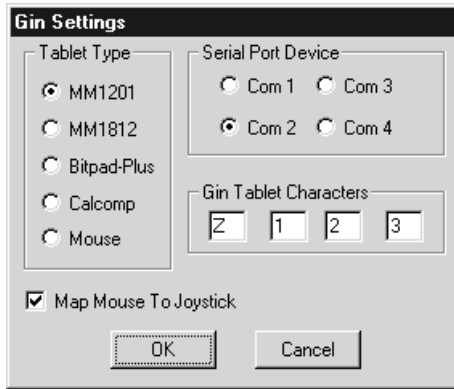 Gin Settings
Tablet Type
MM1201
MM1812
Bitpad-Plus
Calcomp
Mouse
Serial Port Device
Com 1 Com 3
Com 2 Com 4
Gin Tablet Characters
Z 1 2 3
Map Mouse To Joystick
OK Cancel